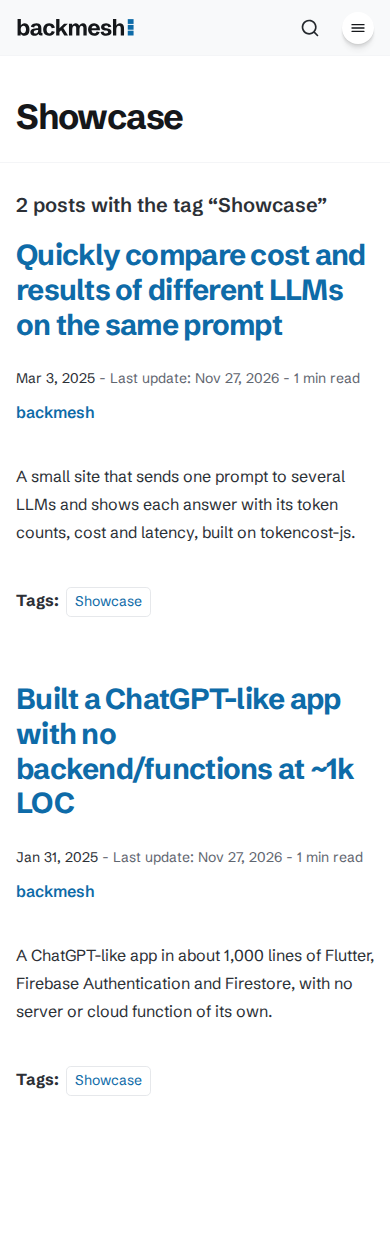 backmesh
Showcase
2 posts with the tag “Showcase”
Quickly compare cost and
results of different LLMs
on the same prompt
Mar 3, 2025 - Last update: Nov 27, 2026 - 1 min read
backmesh
A small site that sends one prompt to several
LLMs and shows each answer with its token
counts, cost and latency, built on tokencost-js.
Tags: Showcase
Built a ChatGPT-like app
with no
backend/functions at ~1k
LOC
Jan 31, 2025 - Last update: Nov 27, 2026 - 1 min read
backmesh
A ChatGPT-like app in about 1,000 lines of Flutter,
Firebase Authentication and Firestore, with no
server or cloud function of its own.
Tags: Showcase